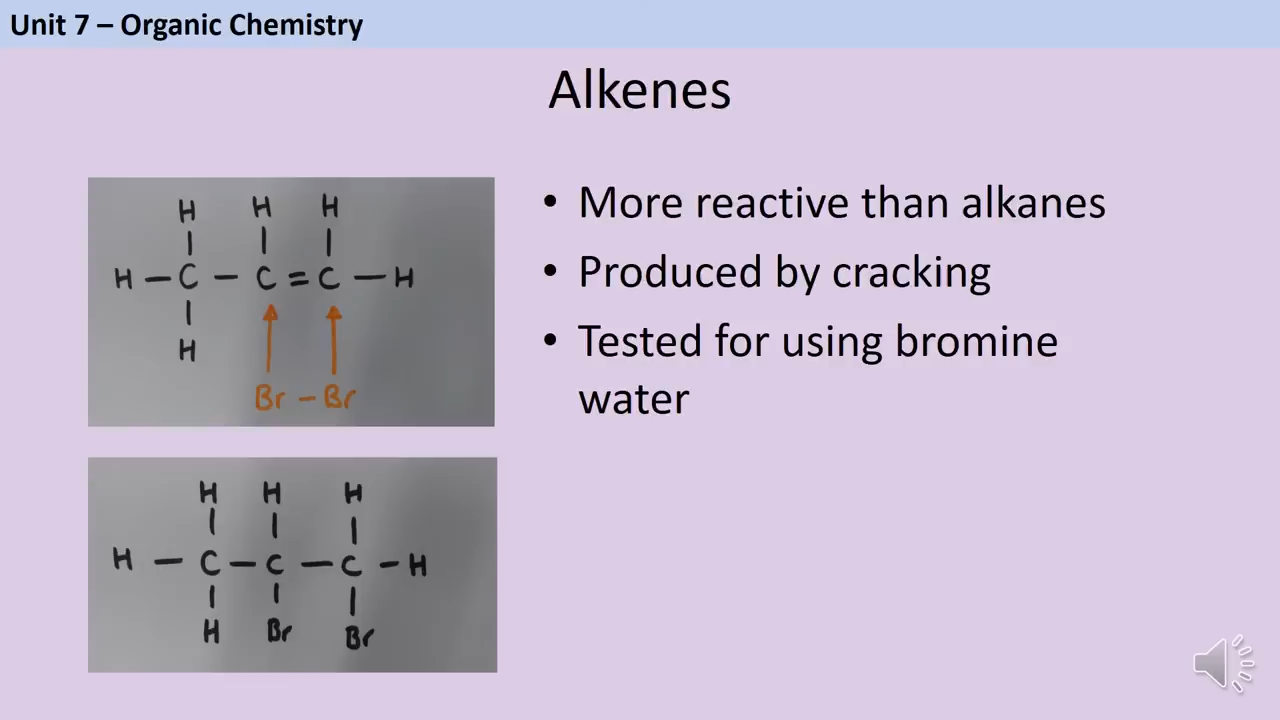 Unit 7 – Organic Chemistry
Alkenes
H H H
H – C – C = C – H
H
Br – Br
H H H
H – C – C – C – H
H Br Br
• More reactive than alkanes
• Produced by cracking
• Tested for using bromine
water